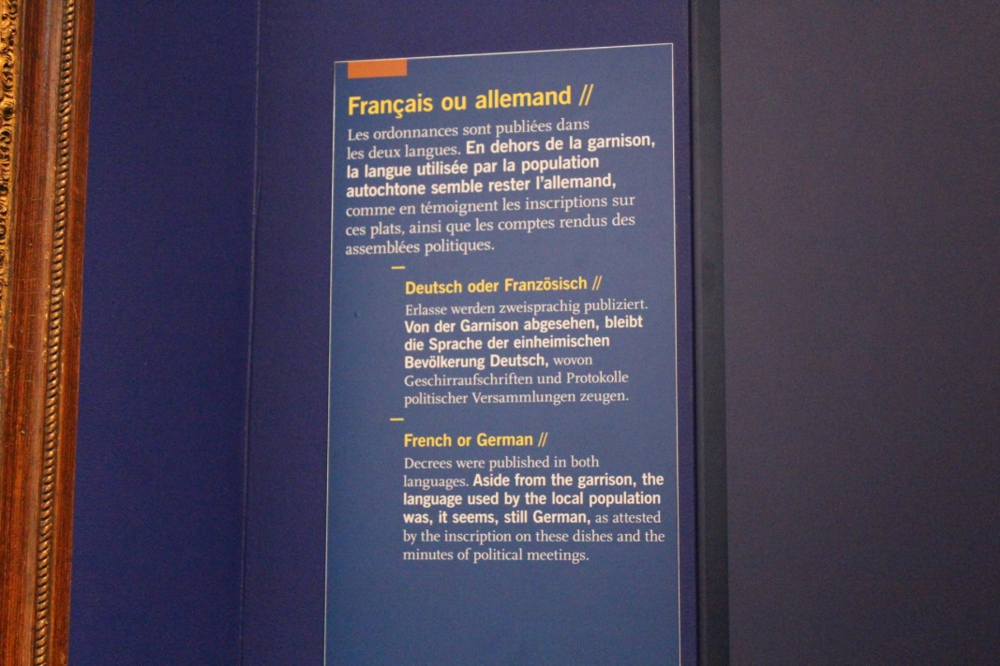 Français ou allemand //
Les ordonnances sont publiées dans
les deux langues. En dehors de la garnison,
la langue utilisée par la population
autochtone semble rester l'allemand,
comme en témoignent les inscriptions sur
ces plats, ainsi que les comptes rendus des
assemblées politiques.
Deutsch oder Französisch //
Erlasse werden zweisprachig publiziert.
Von der Garnison abgesehen, bleibt
die Sprache der einheimischen
Bevölkerung Deutsch, wovon
Geschirraufschriften und Protokolle
politischer Versammlungen zeugen.
French or German //
Decrees were published in both
languages. Aside from the garrison, the
language used by the local population
was, it seems, still German, as attested
by the inscription on these dishes and the
minutes of political meetings.